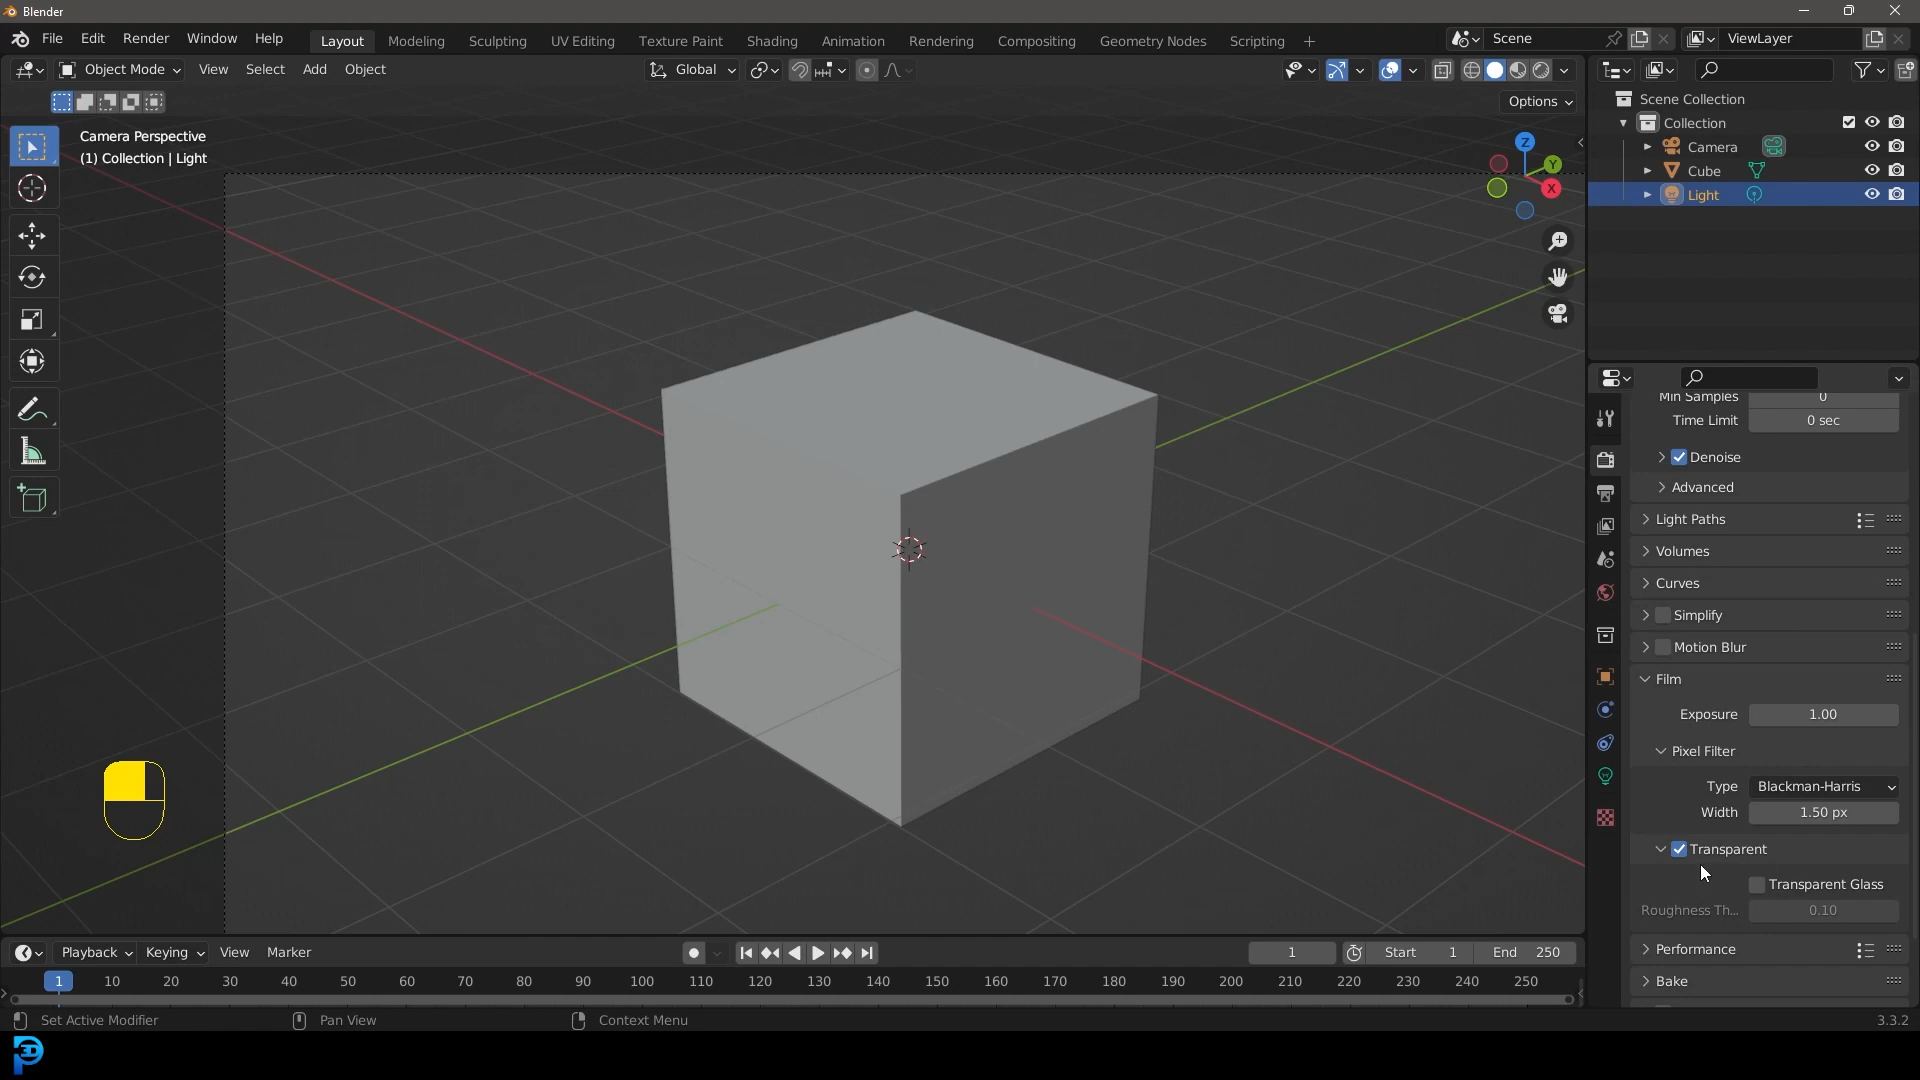 Blender
File Edit Render Window Help
Layout Modeling Sculpting UV Editing Texture Paint Shading Animation Rendering Compositing Geometry Nodes Scripting +
Scene
ViewLayer
Object Mode View Select Add Object
Global
Options
Camera Perspective
(1) Collection | Light
Z
Y
X
Scene Collection
Collection
Camera
Cube
Light
Min Samples 0
Time Limit 0 sec
Denoise
Advanced
Light Paths
Volumes
Curves
Simplify
Motion Blur
Film
Exposure 1.00
Pixel Filter
Type Blackman-Harris
Width 1.50 px
Transparent
Transparent Glass
Roughness Th... 0.10
Performance
Bake
Playback Keying View Marker
1
Start 1
End 250
1 10 20 30 40 50 60 70 80 90 100 110 120 130 140 150 160 170 180 190 200 210 220 230 240 250
Set Active Modifier Pan View Context Menu
3.3.2
3D